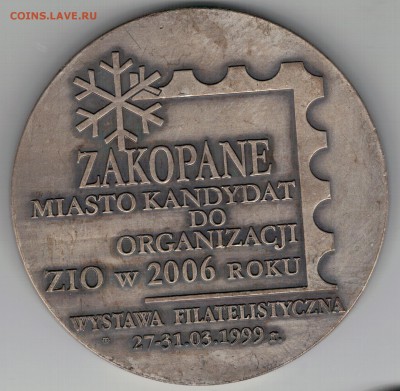 COINS.LAVE.RU
ZAKOPANE
MIASTO KANDYDAT
DO
ORGANIZACJI
ZIO W 2006 ROKU
WYSTAWA FILATELISTYCZNA
27-31.03.1999 r.